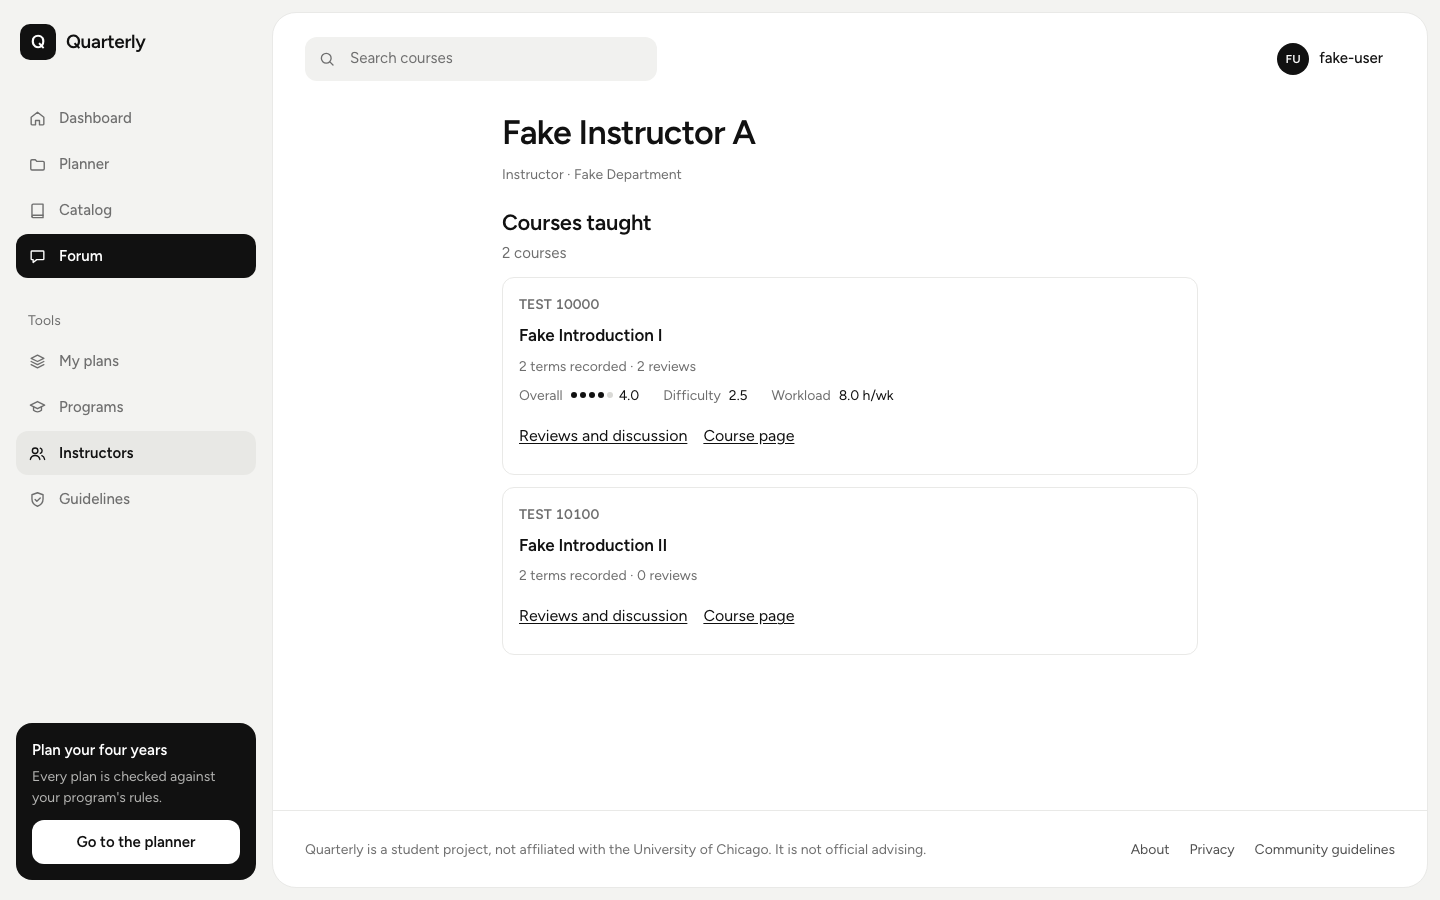 Q Quarterly
Dashboard
Planner
Catalog
Forum
Tools
My plans
Programs
Instructors
Guidelines
Plan your four years
Every plan is checked against
your program's rules.
Go to the planner
Search courses
FU fake-user
Fake Instructor A
Instructor · Fake Department
Courses taught
2 courses
TEST 10000
Fake Introduction I
2 terms recorded · 2 reviews
Overall 4.0 Difficulty 2.5 Workload 8.0 h/wk
Reviews and discussion Course page
TEST 10100
Fake Introduction II
2 terms recorded · 0 reviews
Reviews and discussion Course page
Quarterly is a student project, not affiliated with the University of Chicago. It is not official advising.
About Privacy Community guidelines